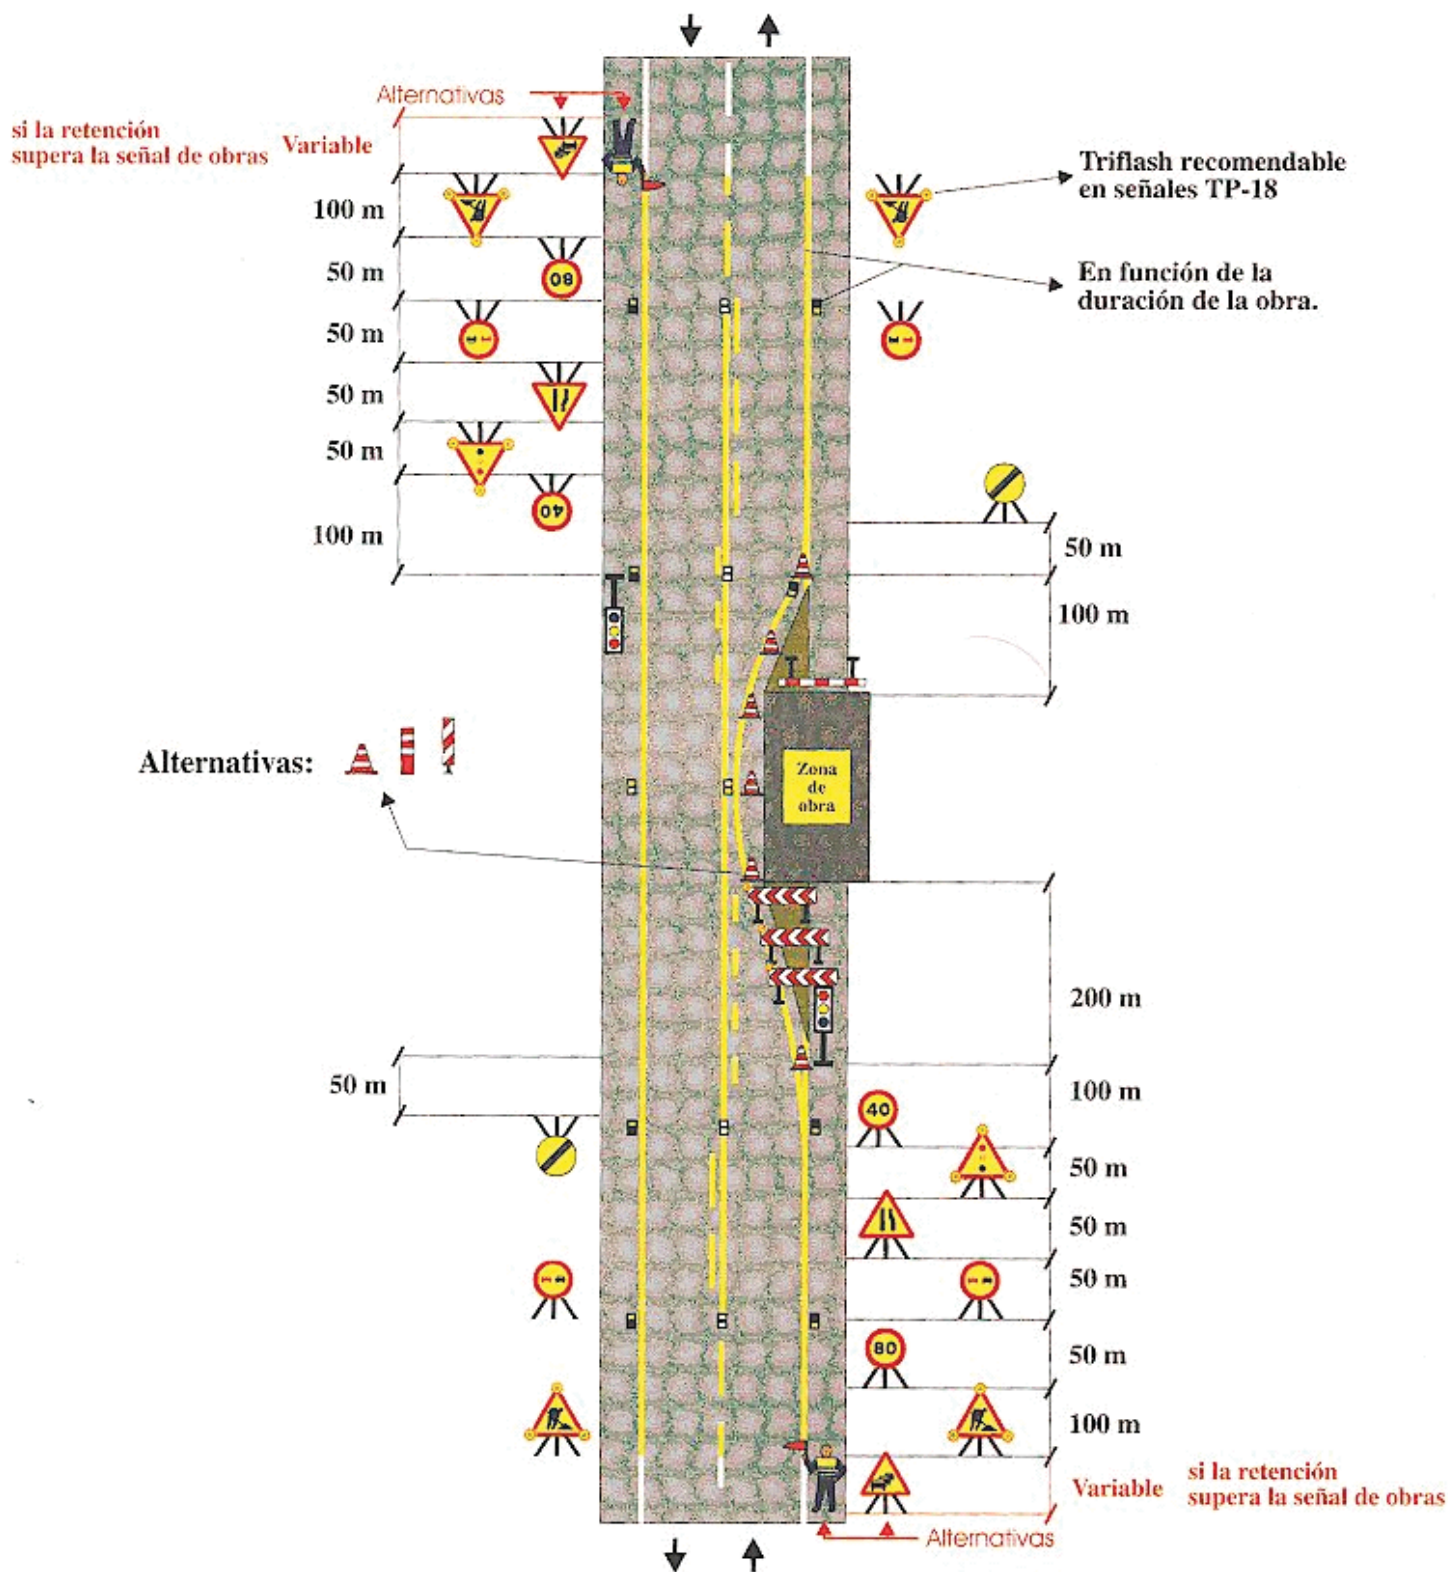 Alternativas
si la retención
supera la señal de obras
Variable
100 m
50 m
50 m
50 m
50 m
100 m
80
40
Triflash recomendable
en señales TP-18
En función de la
duración de la obra.
50 m
100 m
Alternativas:
Zona
de
obra
200 m
50 m
100 m
40
50 m
50 m
50 m
80
50 m
100 m
Variable
si la retención
supera la señal de obras
Alternativas